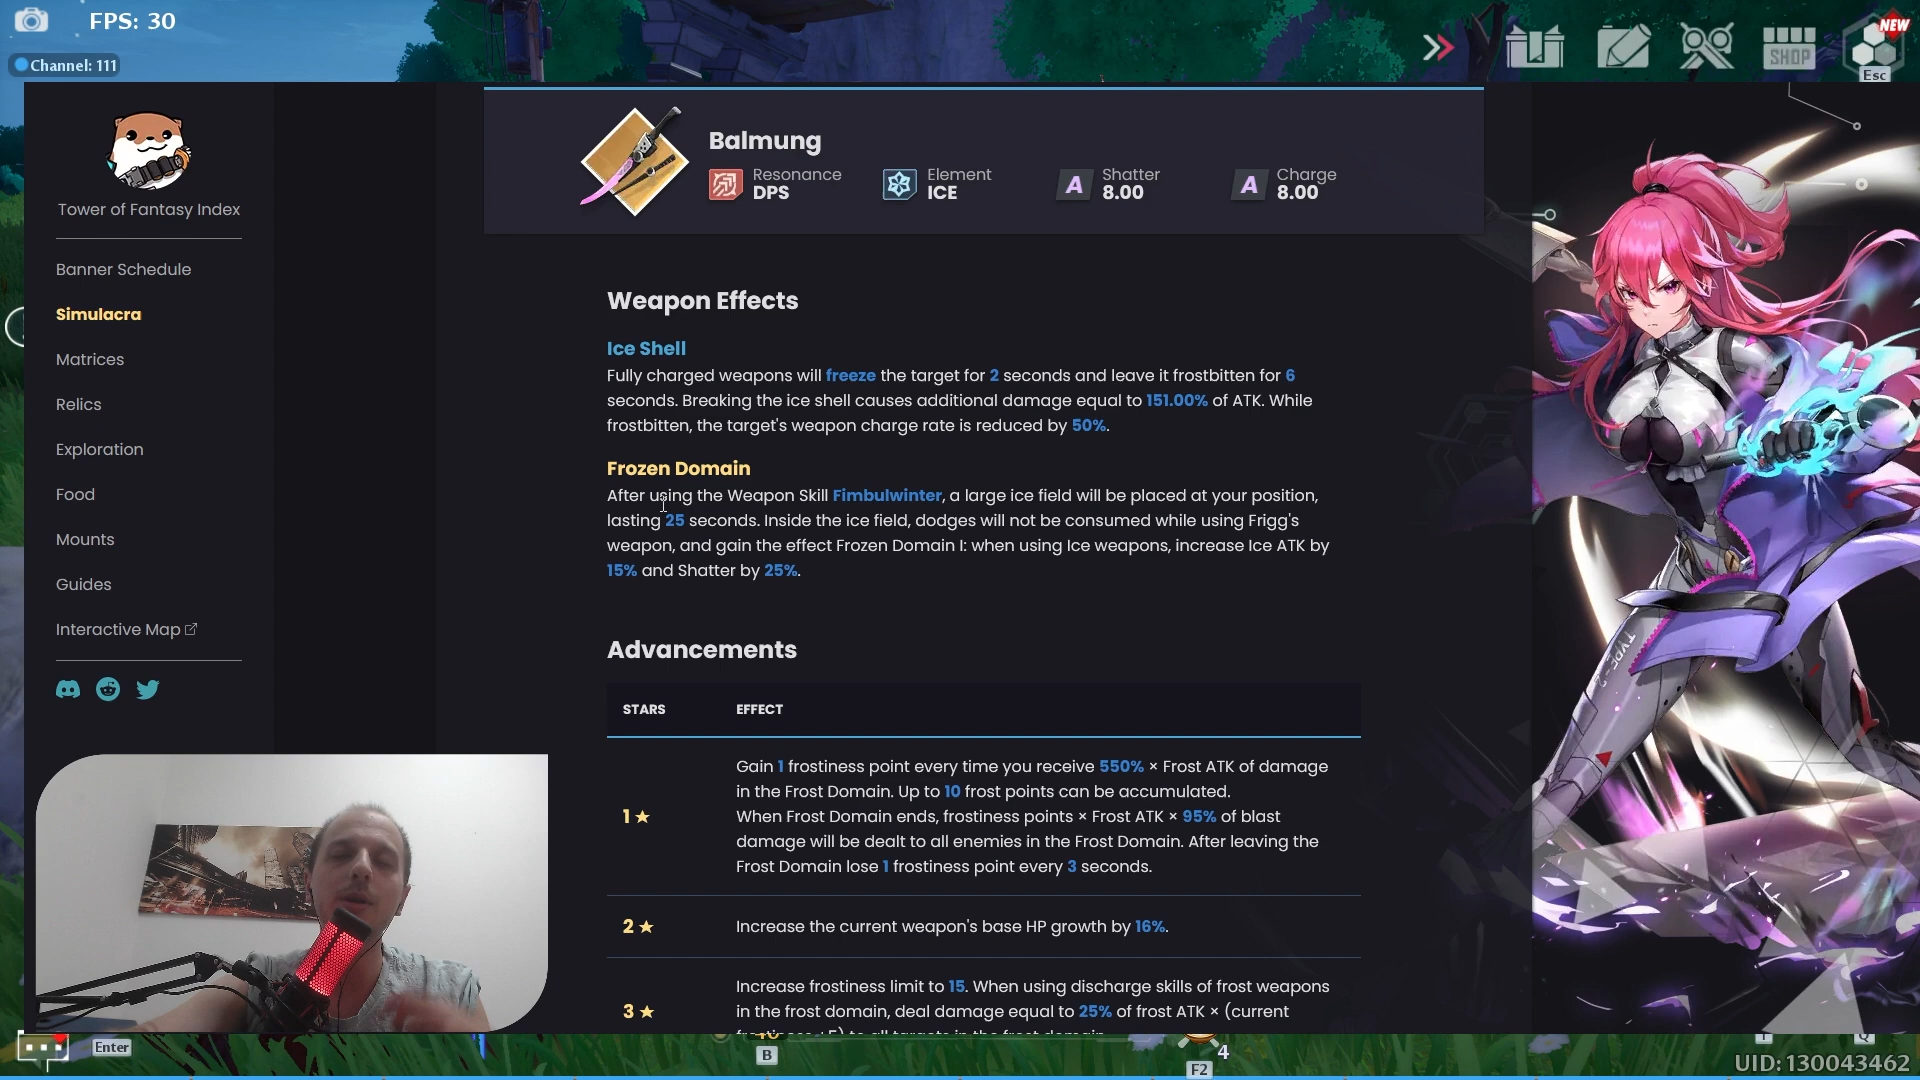 FPS: 30
Channel: 111
NEW
SHOP
Esc
Tower of Fantasy Index
Banner Schedule
Simulacra
Matrices
Relics
Exploration
Food
Mounts
Guides
Interactive Map
Balmung
Resonance
DPS
Element
ICE
A
Shatter
8.00
A
Charge
8.00
Weapon Effects
Ice Shell
Fully charged weapons will freeze the target for 2 seconds and leave it frostbitten for 6
seconds. Breaking the ice shell causes additional damage equal to 151.00% of ATK. While
frostbitten, the target's weapon charge rate is reduced by 50%.
Frozen Domain
After using the Weapon Skill Fimbulwinter, a large ice field will be placed at your position,
lasting 25 seconds. Inside the ice field, dodges will not be consumed while using Frigg's
weapon, and gain the effect Frozen Domain I: when using Ice weapons, increase Ice ATK by
15% and Shatter by 25%.
Advancements
STARS EFFECT
Gain 1 frostiness point every time you receive 550% × Frost ATK of damage
in the Frost Domain. Up to 10 frost points can be accumulated.
1 ★ When Frost Domain ends, frostiness points × Frost ATK × 95% of blast
damage will be dealt to all enemies in the Frost Domain. After leaving the
Frost Domain lose 1 frostiness point every 3 seconds.
2 ★ Increase the current weapon's base HP growth by 16%.
Increase frostiness limit to 15. When using discharge skills of frost weapons
3 ★ in the frost domain, deal damage equal to 25% of frost ATK × (current
TYPE-2
Enter
B
4
F2
UID:130043462